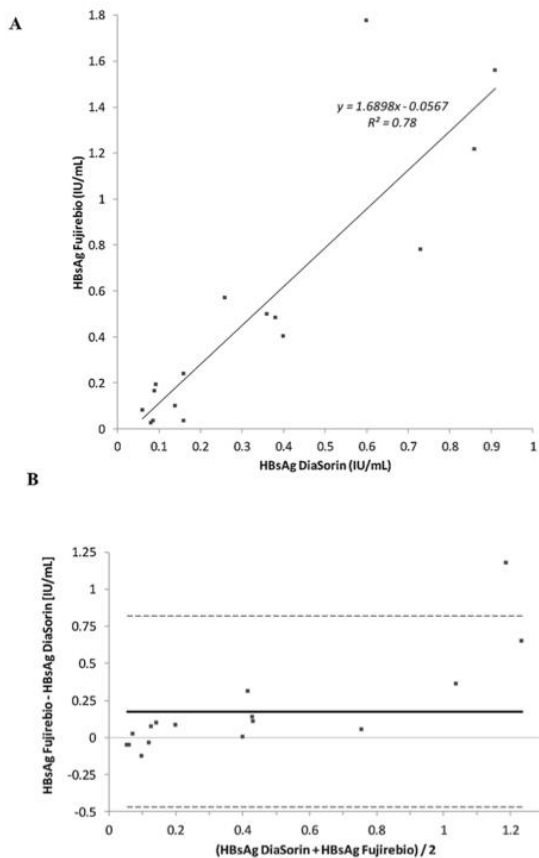 A
HBsAg Fujirebio (IU/mL)
1.8
1.6
1.4
1.2
1
0.8
0.6
0.4
0.2
0
y = 1.6898x - 0.0567
R² = 0.78
0 0.1 0.2 0.3 0.4 0.5 0.6 0.7 0.8 0.9 1
HBsAg DiaSorin (IU/mL)
B
HBsAg Fujirebio - HBsAg DiaSorin [IU/mL]
1.25
1
0.75
0.5
0.25
0
-0.25
-0.5
0 0.2 0.4 0.6 0.8 1 1.2
(HBsAg DiaSorin + HBsAg Fujirebio) / 2